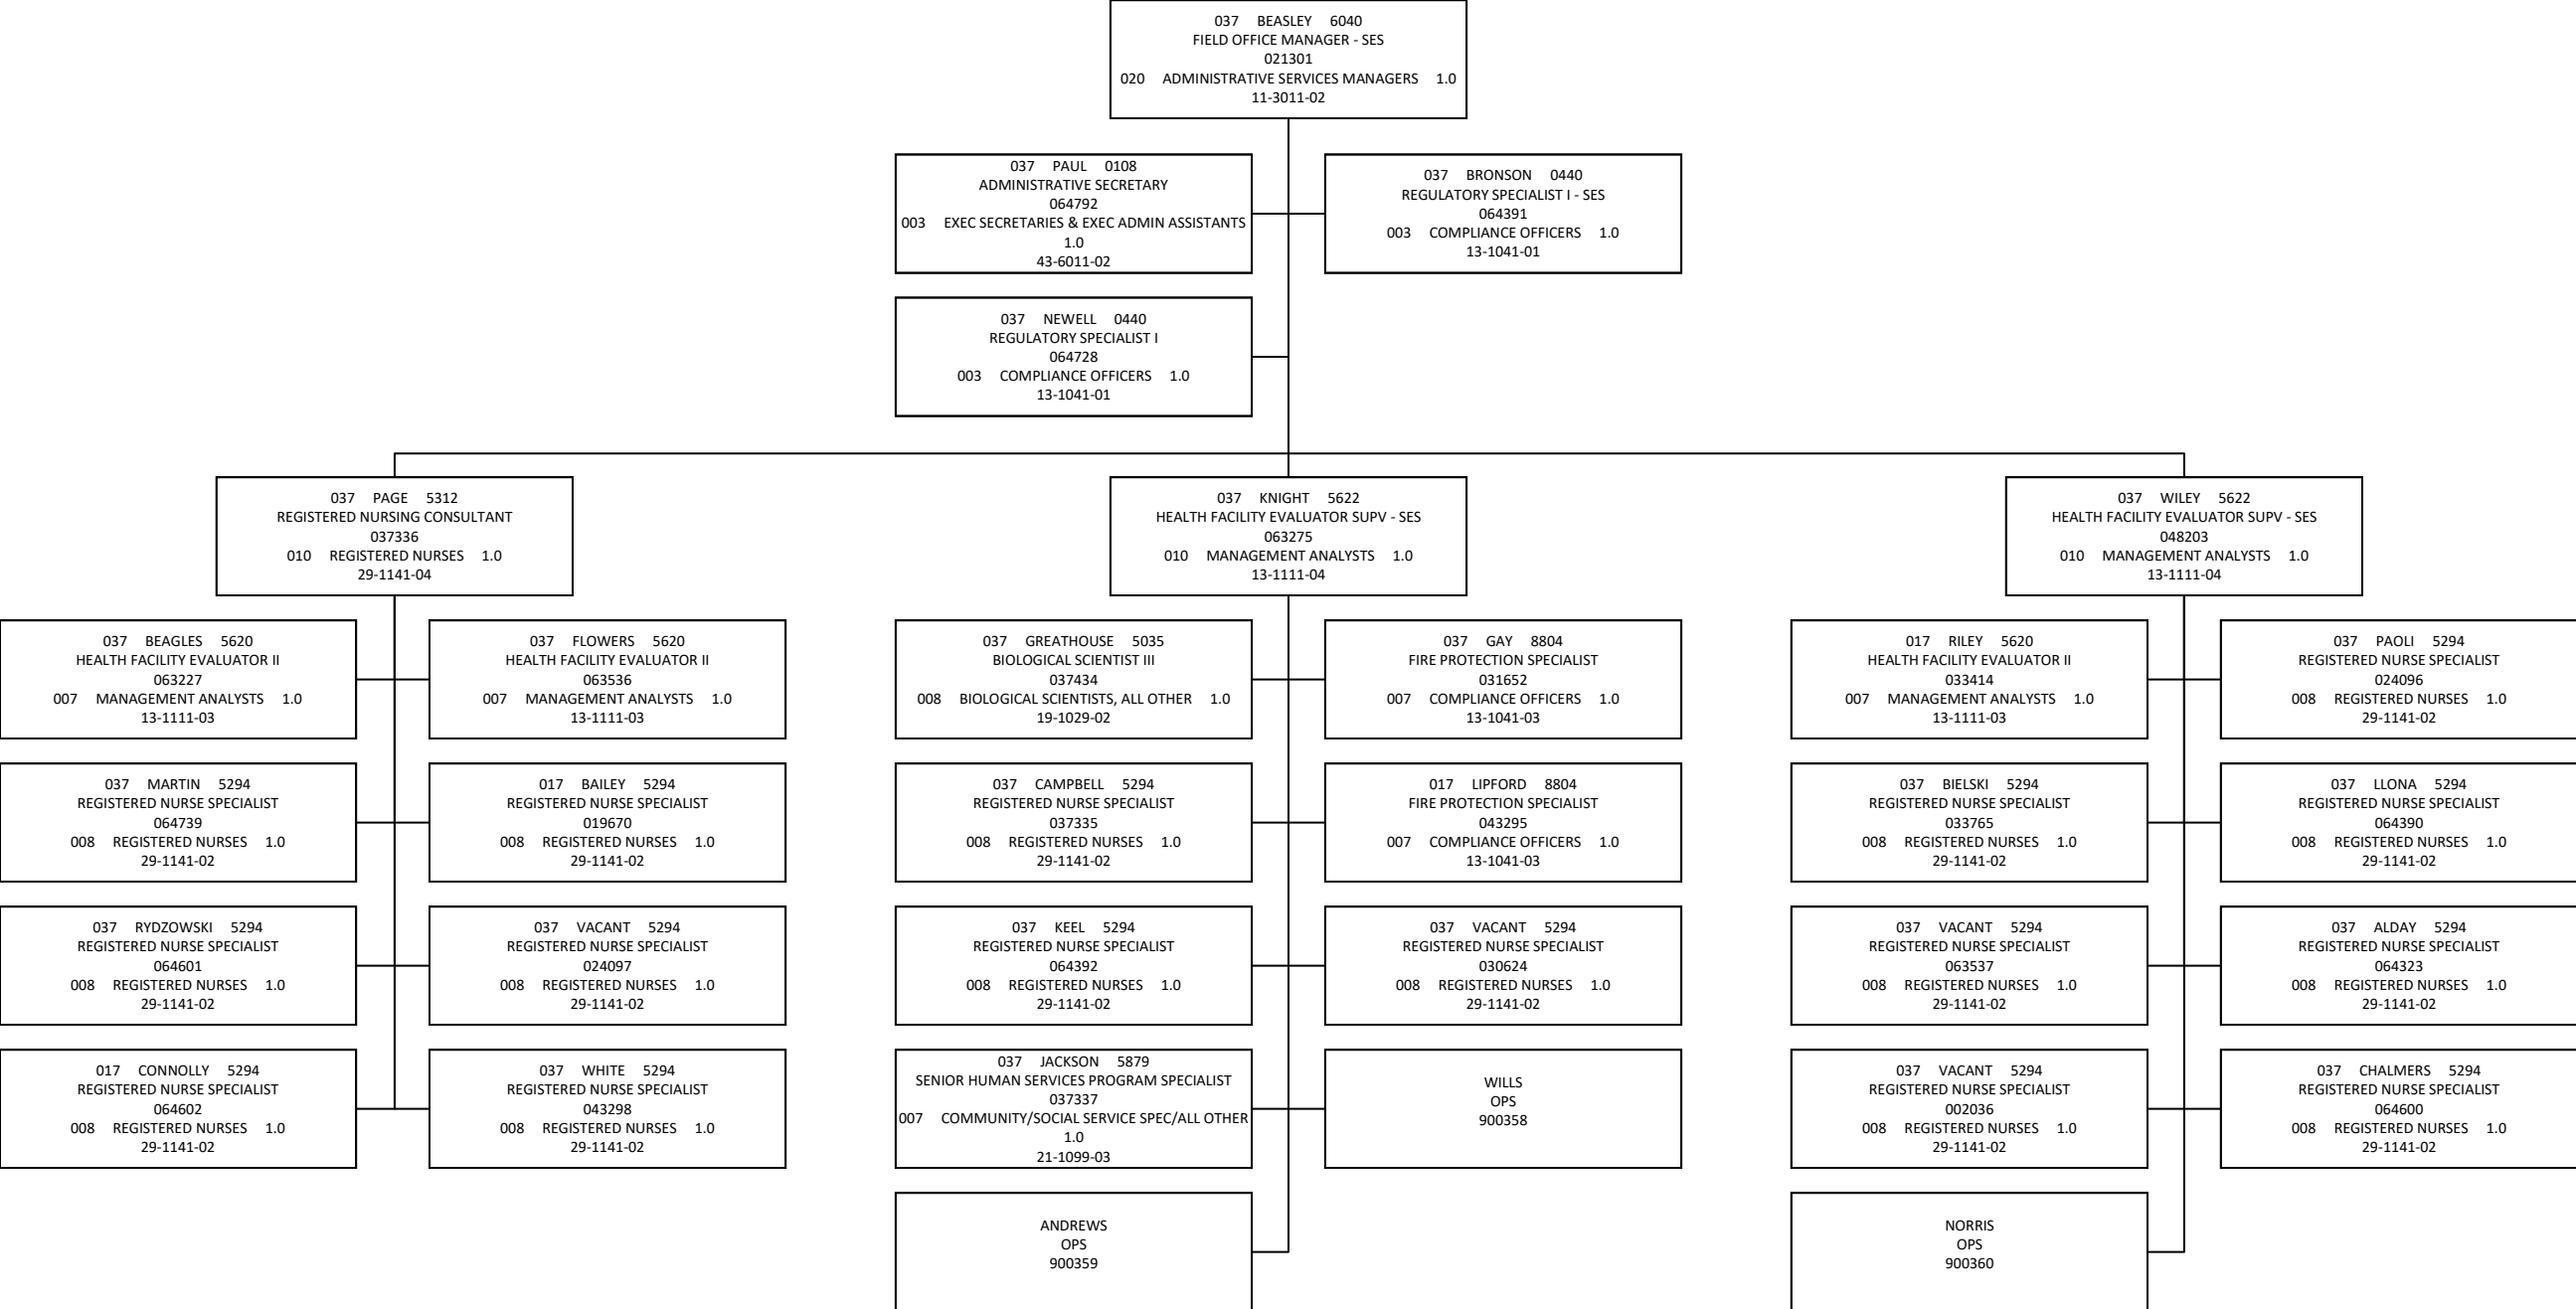 037 BEASLEY 6040
FIELD OFFICE MANAGER - SES
021301
020 ADMINISTRATIVE SERVICES MANAGERS 1.0
11-3011-02
037 PAUL 0108
ADMINISTRATIVE SECRETARY
064792
003 EXEC SECRETARIES & EXEC ADMIN ASSISTANTS
1.0
43-6011-02
037 BRONSON 0440
REGULATORY SPECIALIST I - SES
064391
003 COMPLIANCE OFFICERS 1.0
13-1041-01
037 NEWELL 0440
REGULATORY SPECIALIST I
064728
003 COMPLIANCE OFFICERS 1.0
13-1041-01
037 PAGE 5312
REGISTERED NURSING CONSULTANT
037336
010 REGISTERED NURSES 1.0
29-1141-04
037 KNIGHT 5622
HEALTH FACILITY EVALUATOR SUPV - SES
063275
010 MANAGEMENT ANALYSTS 1.0
13-1111-04
037 WILEY 5622
HEALTH FACILITY EVALUATOR SUPV - SES
048203
010 MANAGEMENT ANALYSTS 1.0
13-1111-04
037 BEAGLES 5620
HEALTH FACILITY EVALUATOR II
063227
007 MANAGEMENT ANALYSTS 1.0
13-1111-03
037 FLOWERS 5620
HEALTH FACILITY EVALUATOR II
063536
007 MANAGEMENT ANALYSTS 1.0
13-1111-03
037 GREATHOUSE 5035
BIOLOGICAL SCIENTIST III
037434
008 BIOLOGICAL SCIENTISTS, ALL OTHER 1.0
19-1029-02
037 GAY 8804
FIRE PROTECTION SPECIALIST
031652
007 COMPLIANCE OFFICERS 1.0
13-1041-03
017 RILEY 5620
HEALTH FACILITY EVALUATOR II
033414
007 MANAGEMENT ANALYSTS 1.0
13-1111-03
037 PAOLI 5294
REGISTERED NURSE SPECIALIST
024096
008 REGISTERED NURSES 1.0
29-1141-02
037 MARTIN 5294
REGISTERED NURSE SPECIALIST
064739
008 REGISTERED NURSES 1.0
29-1141-02
017 BAILEY 5294
REGISTERED NURSE SPECIALIST
019670
008 REGISTERED NURSES 1.0
29-1141-02
037 CAMPBELL 5294
REGISTERED NURSE SPECIALIST
037335
008 REGISTERED NURSES 1.0
29-1141-02
017 LIPFORD 8804
FIRE PROTECTION SPECIALIST
043295
007 COMPLIANCE OFFICERS 1.0
13-1041-03
037 BIELSKI 5294
REGISTERED NURSE SPECIALIST
033765
008 REGISTERED NURSES 1.0
29-1141-02
037 LLONA 5294
REGISTERED NURSE SPECIALIST
064390
008 REGISTERED NURSES 1.0
29-1141-02
037 RYDZOWSKI 5294
REGISTERED NURSE SPECIALIST
064601
008 REGISTERED NURSES 1.0
29-1141-02
037 VACANT 5294
REGISTERED NURSE SPECIALIST
024097
008 REGISTERED NURSES 1.0
29-1141-02
037 KEEL 5294
REGISTERED NURSE SPECIALIST
064392
008 REGISTERED NURSES 1.0
29-1141-02
037 VACANT 5294
REGISTERED NURSE SPECIALIST
030624
008 REGISTERED NURSES 1.0
29-1141-02
037 VACANT 5294
REGISTERED NURSE SPECIALIST
063537
008 REGISTERED NURSES 1.0
29-1141-02
037 ALDAY 5294
REGISTERED NURSE SPECIALIST
064323
008 REGISTERED NURSES 1.0
29-1141-02
017 CONNOLLY 5294
REGISTERED NURSE SPECIALIST
064602
008 REGISTERED NURSES 1.0
29-1141-02
037 WHITE 5294
REGISTERED NURSE SPECIALIST
043298
008 REGISTERED NURSES 1.0
29-1141-02
037 JACKSON 5879
SENIOR HUMAN SERVICES PROGRAM SPECIALIST
037337
007 COMMUNITY/SOCIAL SERVICE SPEC/ALL OTHER
1.0
21-1099-03
WILLS
OPS
900358
037 VACANT 5294
REGISTERED NURSE SPECIALIST
002036
008 REGISTERED NURSES 1.0
29-1141-02
037 CHALMERS 5294
REGISTERED NURSE SPECIALIST
064600
008 REGISTERED NURSES 1.0
29-1141-02
ANDREWS
OPS
900359
NORRIS
OPS
900360